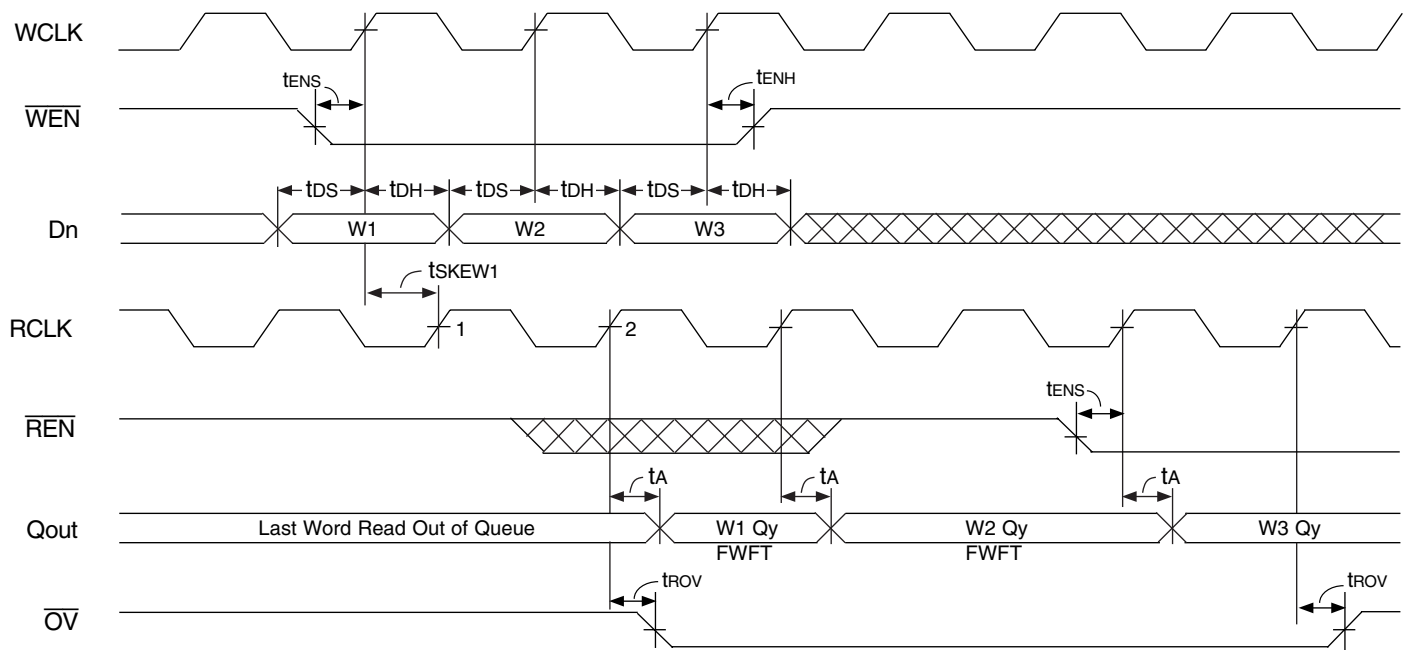 WCLK
tENS
tENH
WEN
tDS tDH tDS tDH tDS tDH
Dn W1 W2 W3
tSKEW1
RCLK 1 2
tENS
REN
tA tA tA
Qout Last Word Read Out of Queue W1 Qy W2 Qy W3 Qy
FWFT FWFT
tROV tROV
OV